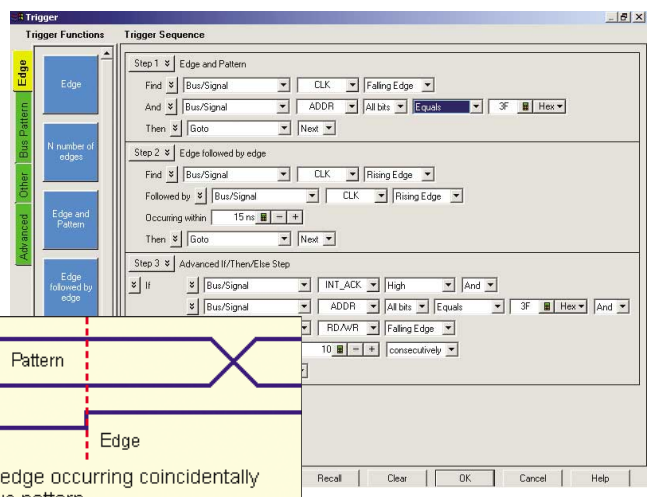 Trigger
Trigger Functions Trigger Sequence
Edge
Bus Pattern
Other
Advanced
Edge
N number of
edges
Edge and
Pattern
Edge
followed by
edge
Step 1 Edge and Pattern
Find Bus/Signal CLK Falling Edge
And Bus/Signal ADDR All bits Equals 3F Hex
Then Goto Next
Step 2 Edge followed by edge
Find Bus/Signal CLK Rising Edge
Followed by Bus/Signal CLK Rising Edge
Occurring within 15 ns - +
Then Goto Next
Step 3 Advanced If/Then/Else Step
If Bus/Signal INT_ACK High And
Bus/Signal ADDR All bits Equals 3F Hex And
RD/WR Falling Edge
10 - + consecutively
Pattern
Edge
edge occurring coincidentally
pattern
Recall Clear OK Cancel Help